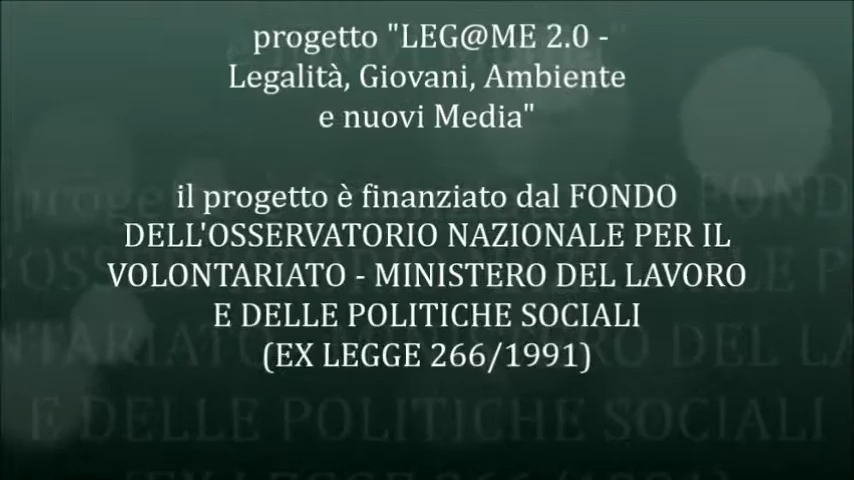 progetto "LEG@ME 2.0 -
Legalità, Giovani, Ambiente
e nuovi Media"
il progetto è finanziato dal FONDO
DELL'OSSERVATORIO NAZIONALE PER IL
VOLONTARIATO - MINISTERO DEL LAVORO
E DELLE POLITICHE SOCIALI
(EX LEGGE 266/1991)